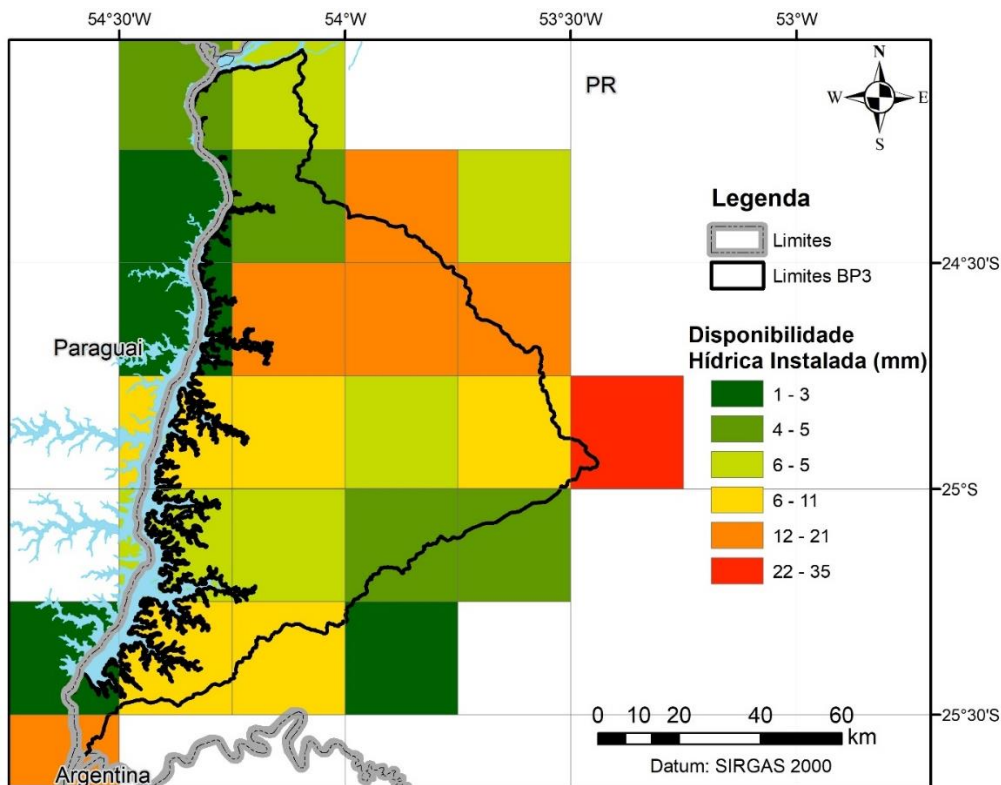 54°30'W 54°W 53°30'W 53°W
PR
N
W E
S
Legenda
Limites
Limites BP3
24°30'S
Paraguai
Disponibilidade
Hídrica Instalada (mm)
1 - 3
4 - 5
6 - 5
6 - 11
25°S
12 - 21
22 - 35
0 10 20 40 60
km
25°30'S
Datum: SIRGAS 2000
Argentina